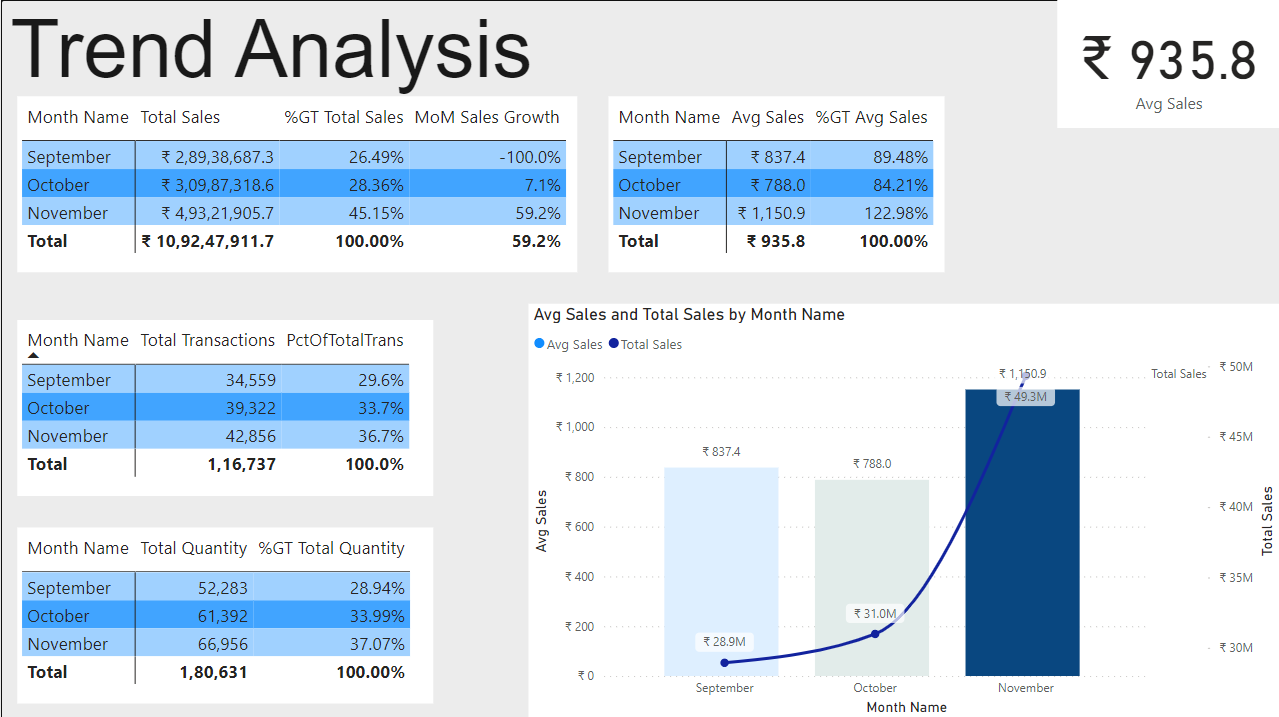 Trend Analysis
₹ 935.8
Avg Sales
Month Name Total Sales %GT Total Sales MoM Sales Growth
September ₹ 2,89,38,687.3 26.49% -100.0%
October ₹ 3,09,87,318.6 28.36% 7.1%
November ₹ 4,93,21,905.7 45.15% 59.2%
Total ₹ 10,92,47,911.7 100.00% 59.2%
Month Name Avg Sales %GT Avg Sales
September ₹ 837.4 89.48%
October ₹ 788.0 84.21%
November ₹ 1,150.9 122.98%
Total ₹ 935.8 100.00%
Month Name Total Transactions PctOfTotalTrans
September 34,559 29.6%
October 39,322 33.7%
November 42,856 36.7%
Total 1,16,737 100.0%
Month Name Total Quantity %GT Total Quantity
September 52,283 28.94%
October 61,392 33.99%
November 66,956 37.07%
Total 1,80,631 100.00%
Avg Sales and Total Sales by Month Name
Avg Sales Total Sales
₹ 1,200
₹ 1,000
₹ 800
₹ 600
₹ 400
₹ 200
₹ 0
Avg Sales
₹ 837.4
₹ 788.0
₹ 1,150.9
₹ 49.3M
₹ 31.0M
₹ 28.9M
Total Sales
₹ 50M
₹ 45M
₹ 40M
₹ 35M
₹ 30M
Total Sales
September October November
Month Name